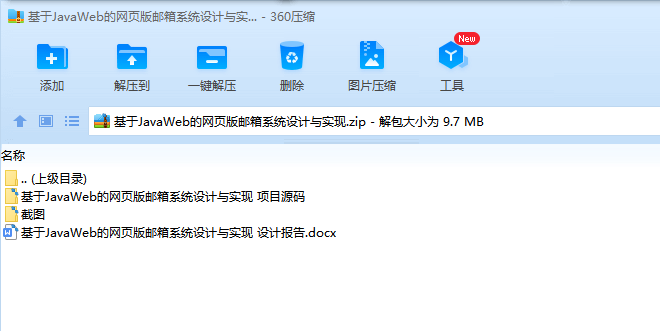 基于JavaWeb的网页版邮箱系统设计与实... - 360压缩
添加
解压到
一键解压
删除
图片压缩
New
工具
基于JavaWeb的网页版邮箱系统设计与实现.zip - 解包大小为 9.7 MB
名称
.. (上级目录)
基于JavaWeb的网页版邮箱系统设计与实现 项目源码
截图
基于JavaWeb的网页版邮箱系统设计与实现 设计报告.docx